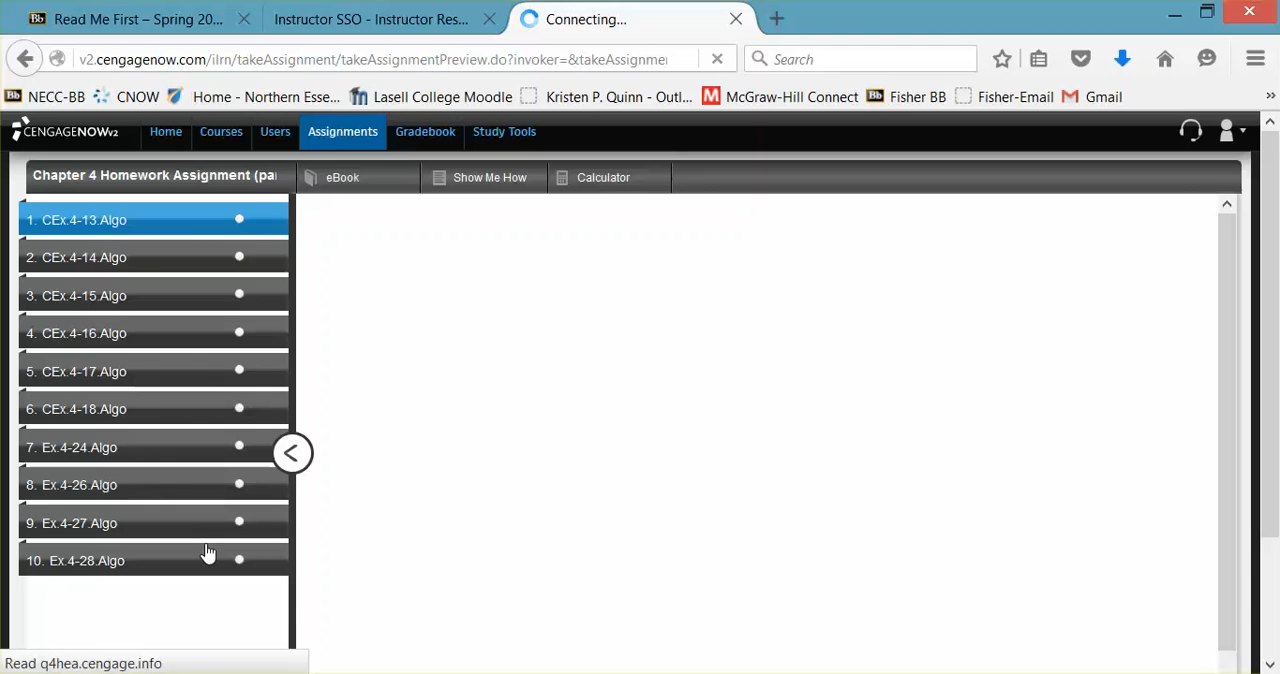 Read Me First – Spring 20...
Instructor SSO - Instructor Res...
Connecting...
v2.cengagenow.com/ilrn/takeAssignment/takeAssignmentPreview.do?invoker=&takeAssignme
Search
NECC-BB
CNOW
Home - Northern Esse...
Lasell College Moodle
Kristen P. Quinn - Outl...
McGraw-Hill Connect
Fisher BB
Fisher-Email
Gmail
CENGAGENOWv2
Home
Courses
Users
Assignments
Gradebook
Study Tools
Chapter 4 Homework Assignment (pa
eBook
Show Me How
Calculator
1. CEx.4-13.Algo
2. CEx.4-14.Algo
3. CEx.4-15.Algo
4. CEx.4-16.Algo
5. CEx.4-17.Algo
6. CEx.4-18.Algo
7. Ex.4-24.Algo
8. Ex.4-26.Algo
9. Ex.4-27.Algo
10. Ex.4-28.Algo
Read q4hea.cengage.info